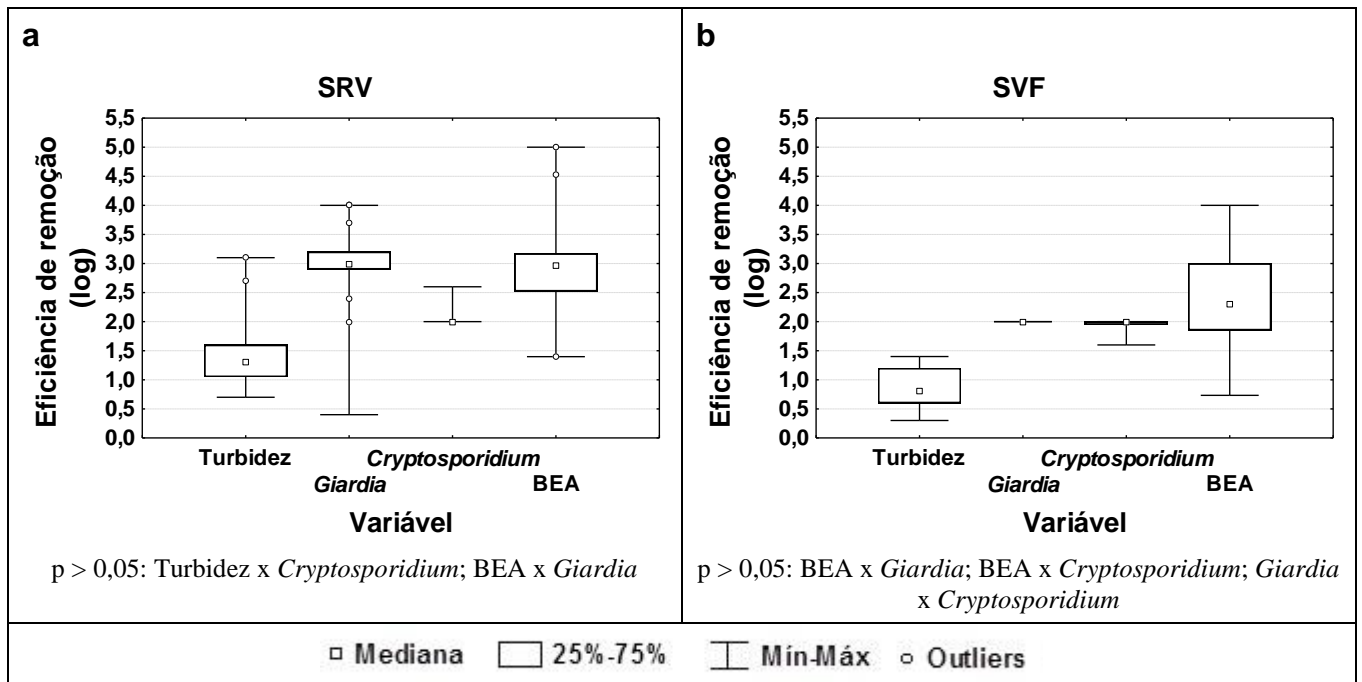 a
SRV
Eficiência de remoção
(log)
5,5
5,0
4,5
4,0
3,5
3,0
2,5
2,0
1,5
1,0
0,5
0,0
Turbidez
Giardia
Cryptosporidium
BEA
Variável
p > 0,05: Turbidez x Cryptosporidium; BEA x Giardia
b
SVF
Eficiência de remoção
(log)
5,5
5,0
4,5
4,0
3,5
3,0
2,5
2,0
1,5
1,0
0,5
0,0
Turbidez
Giardia
Cryptosporidium
BEA
Variável
p > 0,05: BEA x Giardia; BEA x Cryptosporidium; Giardia
x Cryptosporidium
Mediana 25%-75% Mín-Máx Outliers